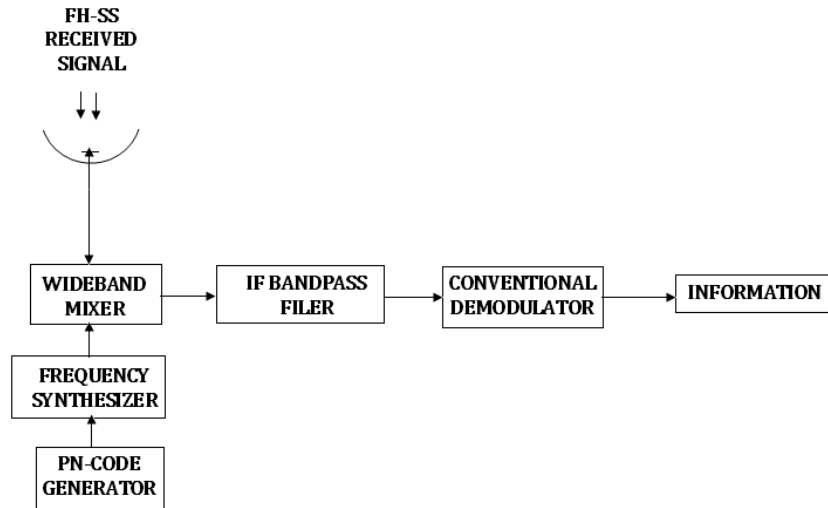 FH-SS
RECEIVED
SIGNAL
WIDEBAND
MIXER
IF BANDPASS
FILER
CONVENTIONAL
DEMODULATOR
INFORMATION
FREQUENCY
SYNTHESIZER
PN-CODE
GENERATOR